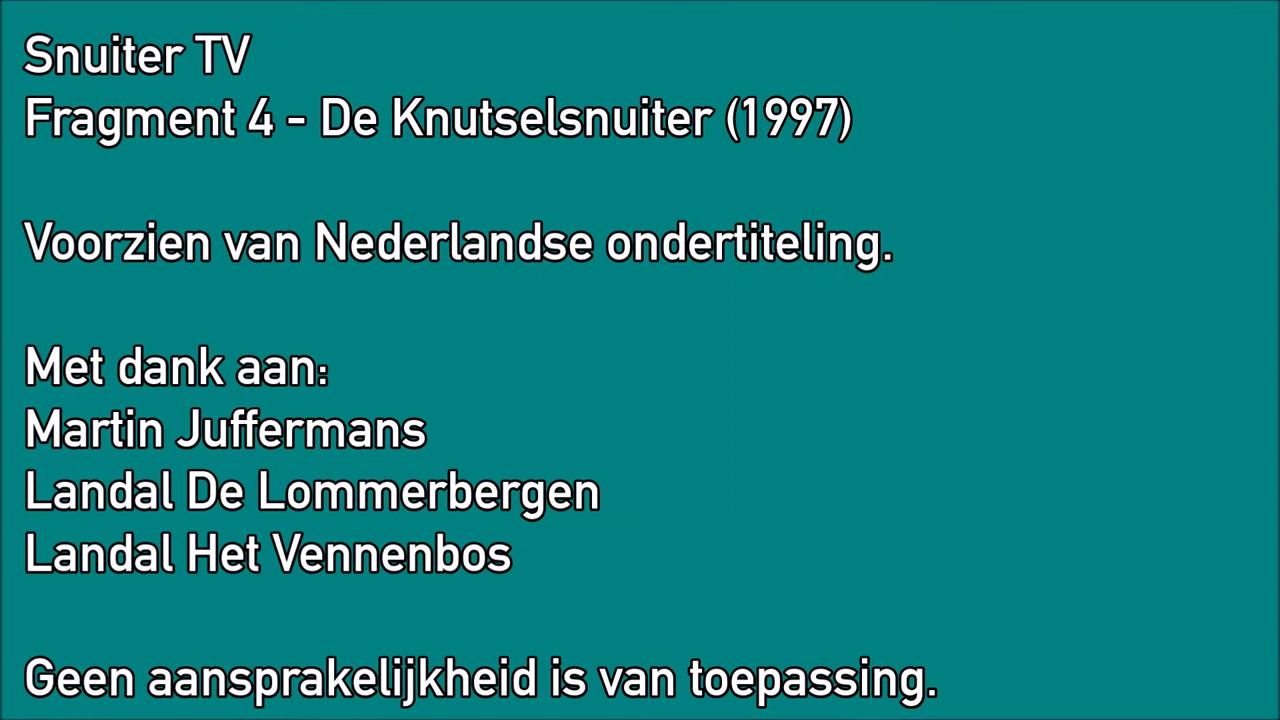 Snuiter TV
Fragment 4 - De Knutselsnuiter (1997)
Voorzien van Nederlandse ondertiteling.
Met dank aan:
Martin Juffermans
Landal De Lommerbergen
Landal Het Vennenbos
Geen aansprakelijkheid is van toepassing.